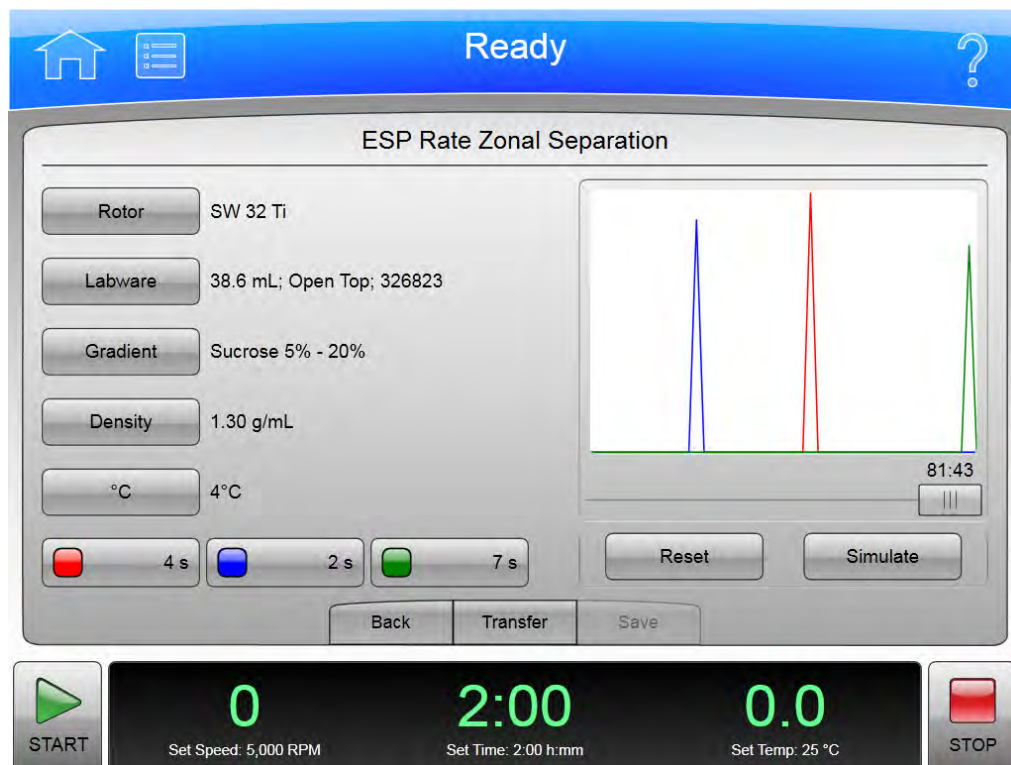 Ready
?
ESP Rate Zonal Separation
Rotor SW 32 Ti
Labware 38.6 mL; Open Top; 326823
Gradient Sucrose 5% - 20%
Density 1.30 g/mL
°C 4°C
81:43
4 s 2 s 7 s
Reset Simulate
Back Transfer Save
START
0 2:00 0.0
Set Speed: 5,000 RPM Set Time: 2:00 h:mm Set Temp: 25 °C
STOP